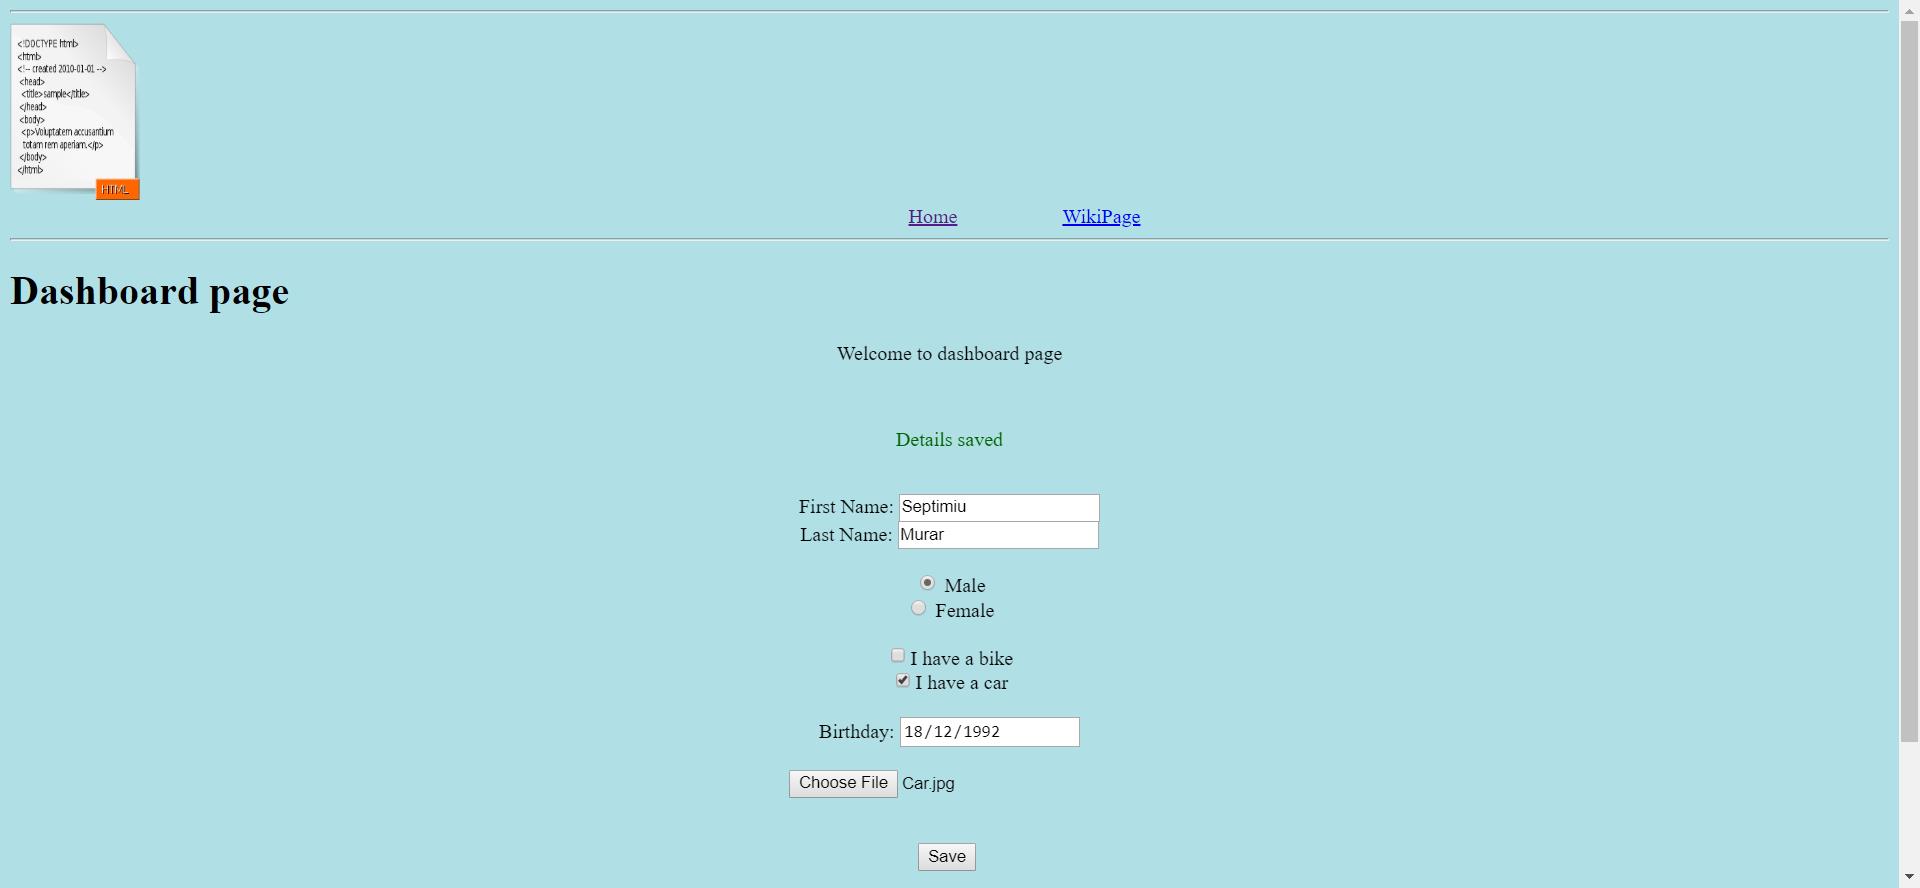 <!DOCTYPE html>
<html>
<!-- created 2010-01-01 -->
<head>
<title>sample</title>
</head>
<body>
<p>Voluptatem accusantium
totam rem aperiam.</p>
</body>
</html>
HTML
Home WikiPage
Dashboard page
Welcome to dashboard page
Details saved
First Name: Septimiu
Last Name: Murar
Male
Female
I have a bike
I have a car
Birthday: 18/12/1992
Choose File Car.jpg
Save